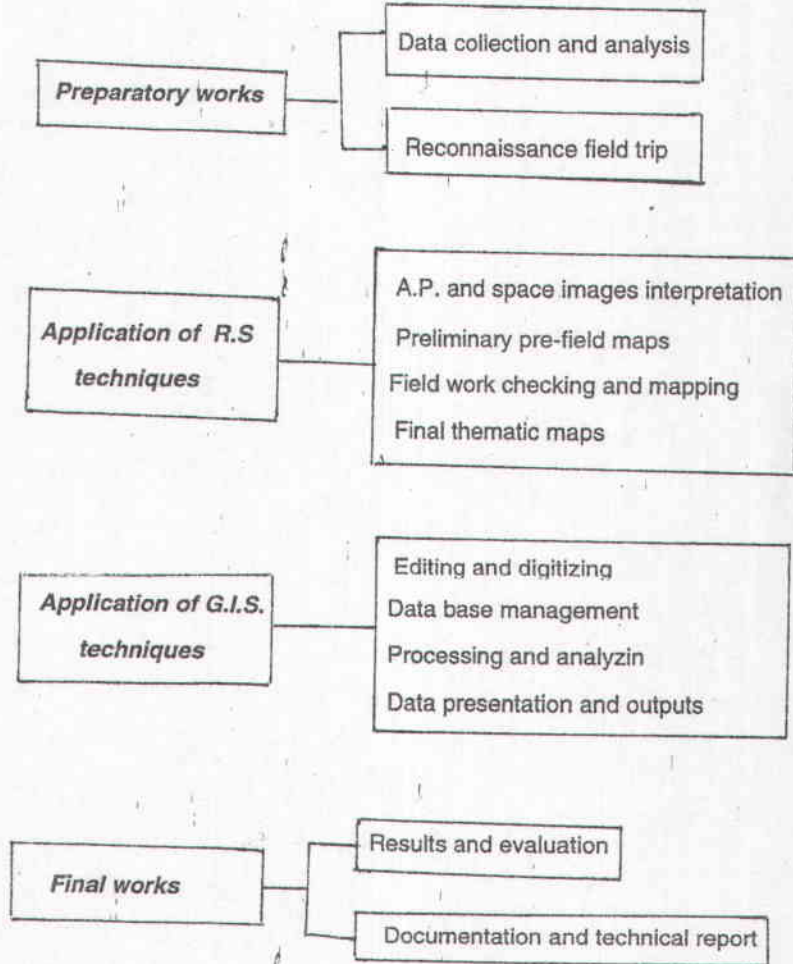 Data collection and analysis
Preparatory works
Reconnaissance field trip
A.P. and space images interpretation
Application of R.S
techniques
Preliminary pre-field maps
Field work checking and mapping
Final thematic maps
Editing and digitizing
Application of G.I.S.
techniques
Data base management
Processing and analyzin
Data presentation and outputs
Results and evaluation
Final works
Documentation and technical report